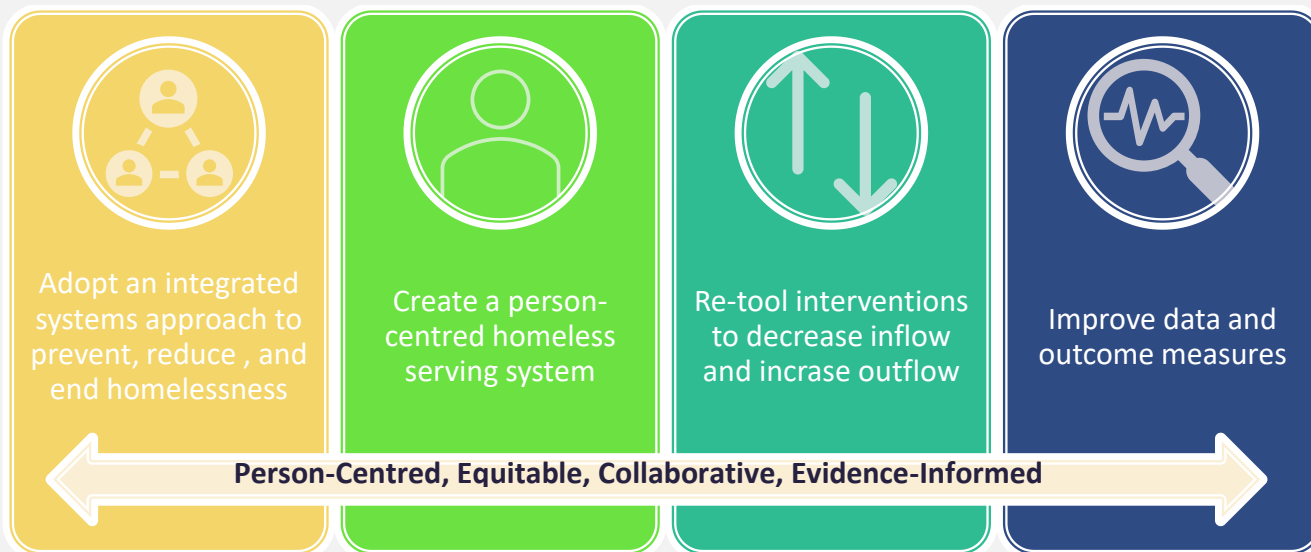 Adopt an integrated
systems approach to
prevent, reduce , and
end homelessness
Create a person-
centred homeless
serving system
Re-tool interventions
to decrease inflow
and incrase outflow
Improve data and
outcome measures
Person-Centred, Equitable, Collaborative, Evidence-Informed